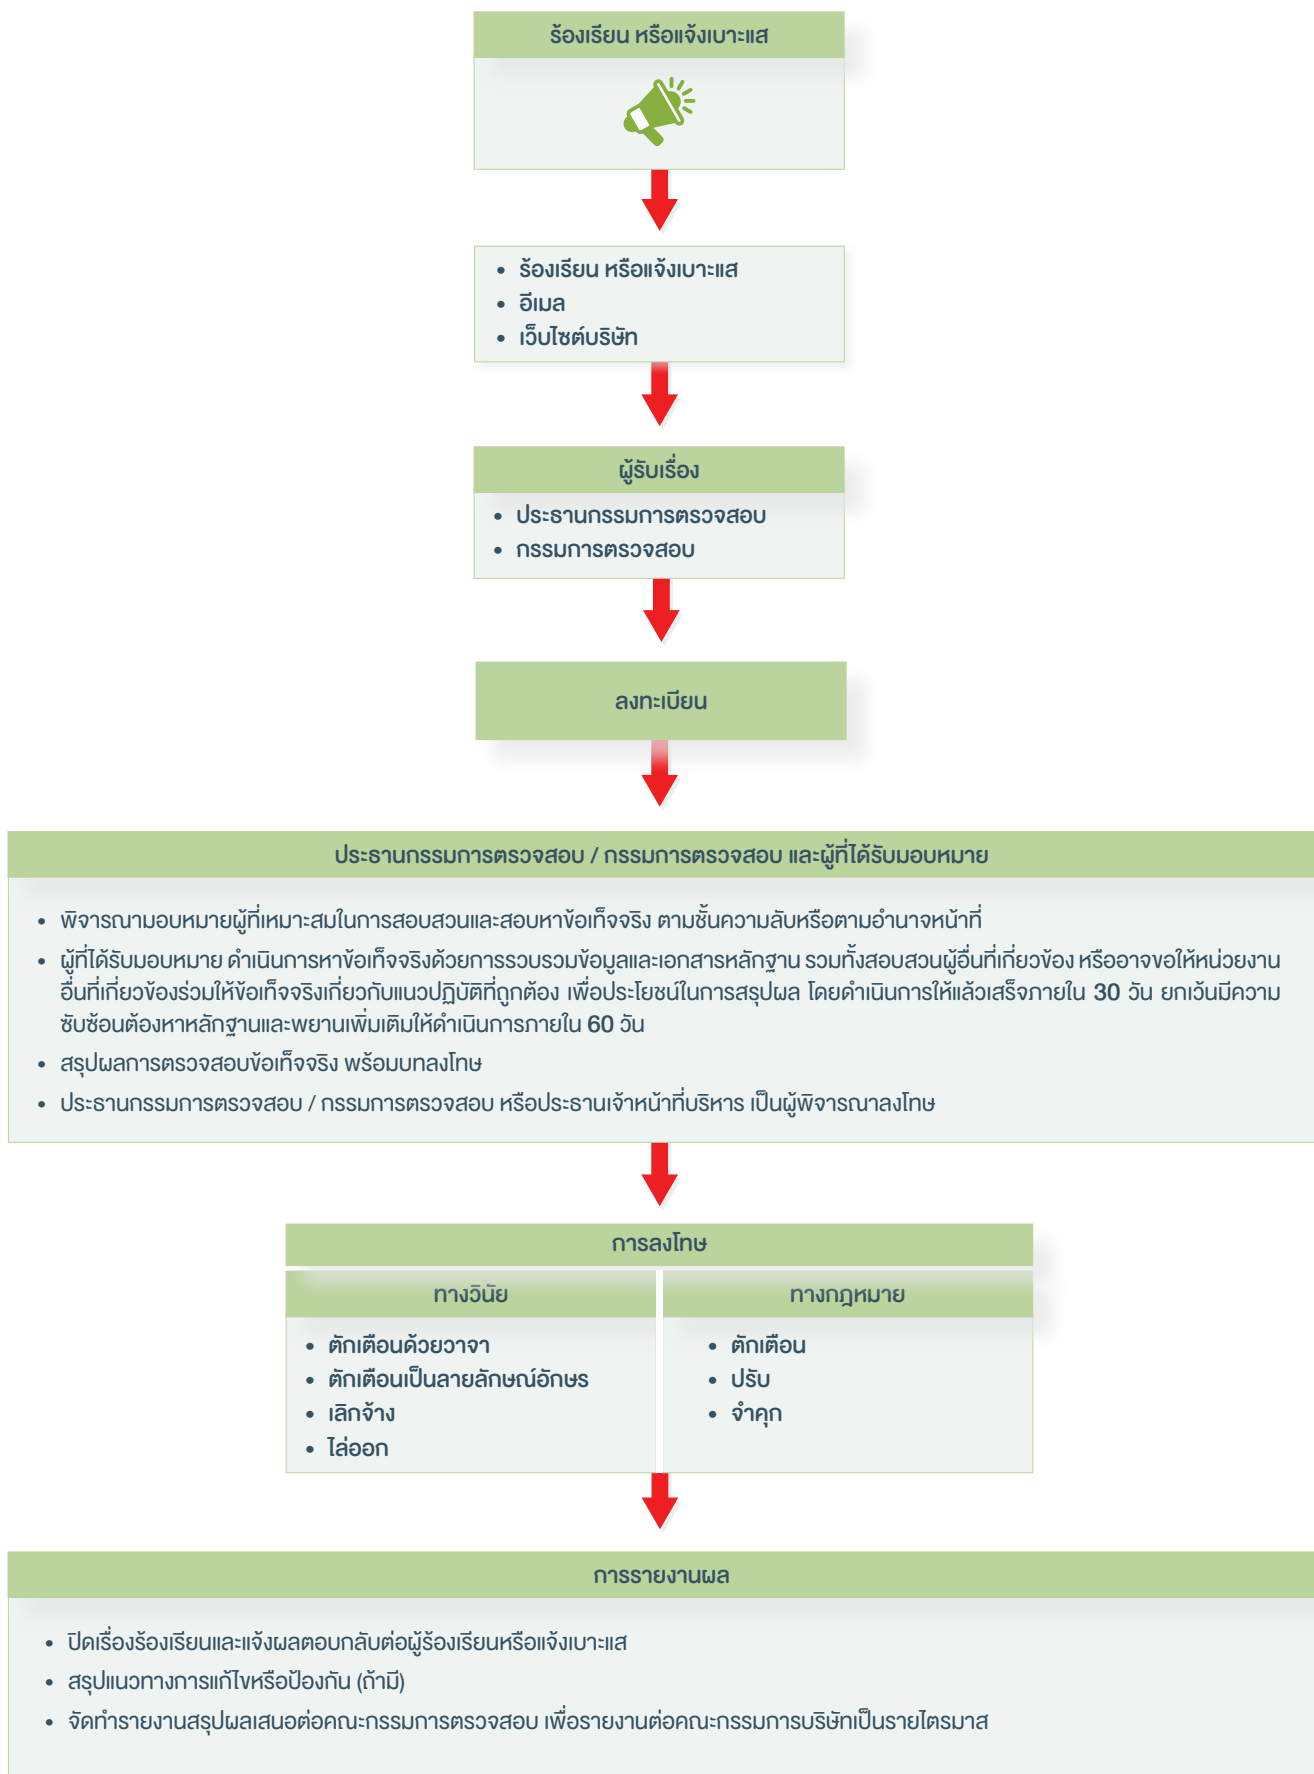 ร้องเรียน หรือแจ้งเบาะแส
• ร้องเรียน หรือแจ้งเบาะแส
• อีเมล
• เว็บไซต์บริษัท
ผู้รับเรื่อง
• ประธานกรรมการตรวจสอบ
• กรรมการตรวจสอบ
ลงทะเบียน
ประธานกรรมการตรวจสอบ / กรรมการตรวจสอบ และผู้ที่ได้รับมอบหมาย
• พิจารณามอบหมายผู้ที่เหมาะสมในการสอบสวนและสอบหาข้อเท็จจริง ตามชั้นความลับหรือตามอำนาจหน้าที่
• ผู้ที่ได้รับมอบหมาย ดำเนินการหาข้อเท็จจริงด้วยการรวบรวมข้อมูลและเอกสารหลักฐาน รวมทั้งสอบสวนผู้อื่นที่เกี่ยวข้อง หรืออาจขอให้หน่วยงาน
อื่นที่เกี่ยวข้องร่วมให้ข้อเท็จจริงเกี่ยวกับแนวปฏิบัติที่ถูกต้อง เพื่อประโยชน์ในการสรุปผล โดยดำเนินการให้แล้วเสร็จภายใน 30 วัน ยกเว้นมีความ
ซับซ้อนต้องหาหลักฐานและพยานเพิ่มเติมให้ดำเนินการภายใน 60 วัน
• สรุปผลการตรวจสอบข้อเท็จจริง พร้อมบทลงโทษ
• ประธานกรรมการตรวจสอบ / กรรมการตรวจสอบ หรือประธานเจ้าหน้าที่บริหาร เป็นผู้พิจารณาลงโทษ
การลงโทษ
ทางวินัย
• ตักเตือนด้วยวาจา
• ตักเตือนเป็นลายลักษณ์อักษร
• เลิกจ้าง
• ไล่ออก
ทางกฎหมาย
• ตักเตือน
• ปรับ
• จำคุก
การรายงานผล
• ปิดเรื่องร้องเรียนและแจ้งผลตอบกลับต่อผู้ร้องเรียนหรือแจ้งเบาะแส
• สรุปแนวทางการแก้ไขหรือป้องกัน (ถ้ามี)
• จัดทำรายงานสรุปผลเสนอต่อคณะกรรมการตรวจสอบ เพื่อรายงานต่อคณะกรรมการบริษัทเป็นรายไตรมาส